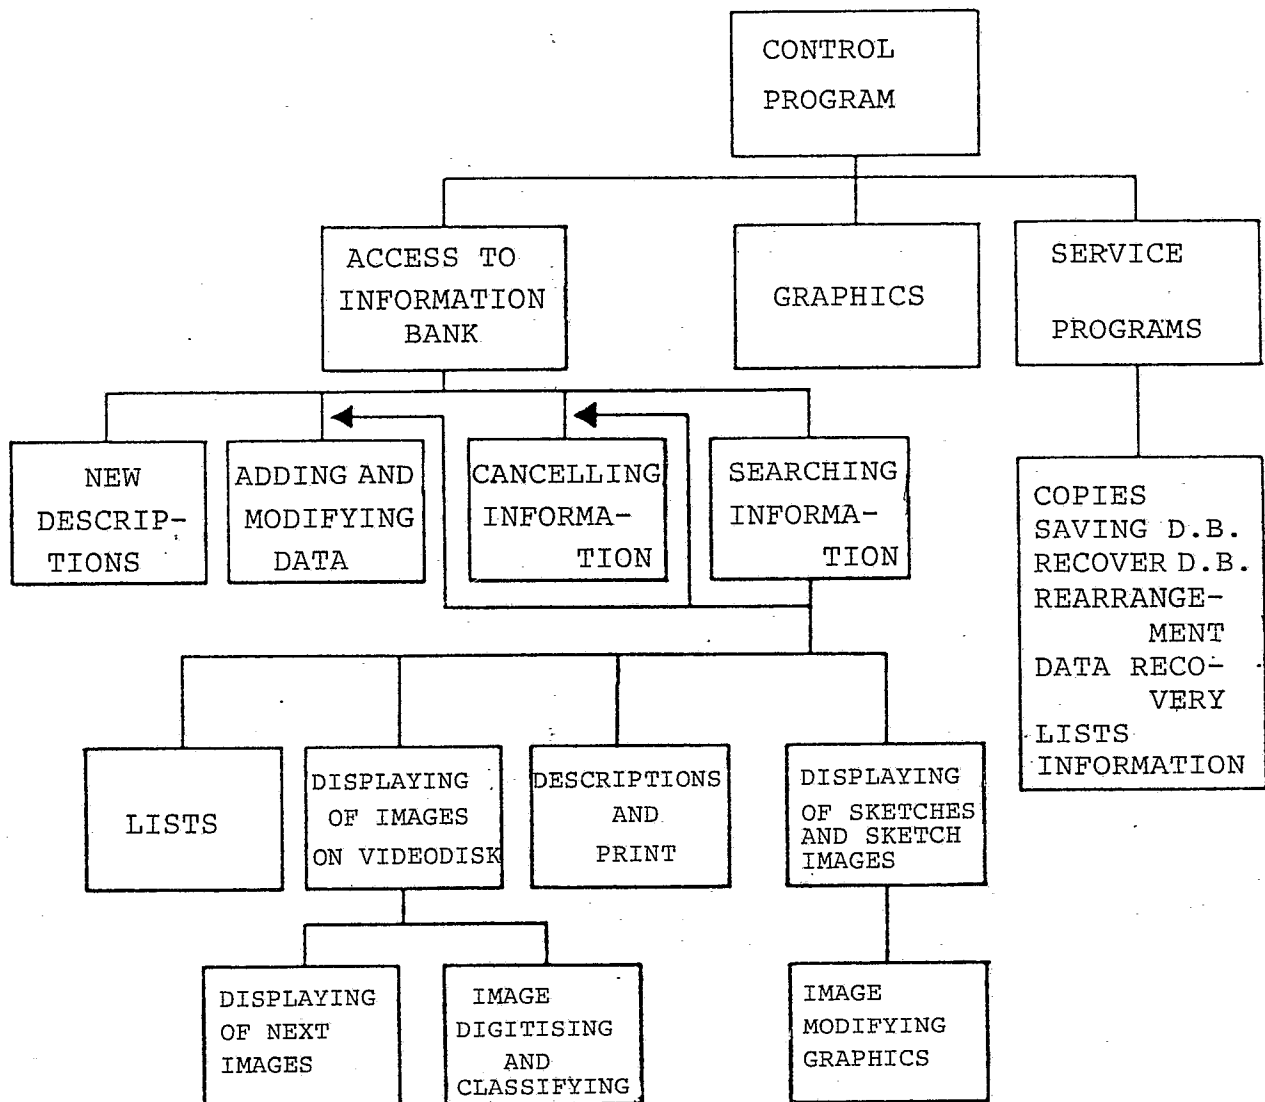 CONTROL
PROGRAM
ACCESS TO
INFORMATION
BANK
GRAPHICS
SERVICE
PROGRAMS
NEW
DESCRIP-
TIONS
ADDING AND
MODIFYING
DATA
CANCELLING
INFORMA-
TION
SEARCHING
INFORMA-
TION
COPIES
SAVING D.B.
RECOVER D.B.
REARRANGE-
MENT
DATA RECO-
VERY
LISTS
INFORMATION
LISTS
DISPLAYING
OF IMAGES
ON VIDEODISK
DESCRIPTIONS
AND
PRINT
DISPLAYING
OF SKETCHES
AND SKETCH
IMAGES
DISPLAYING
OF NEXT
IMAGES
IMAGE
DIGITISING
AND
CLASSIFYING
IMAGE
MODIFYING
GRAPHICS